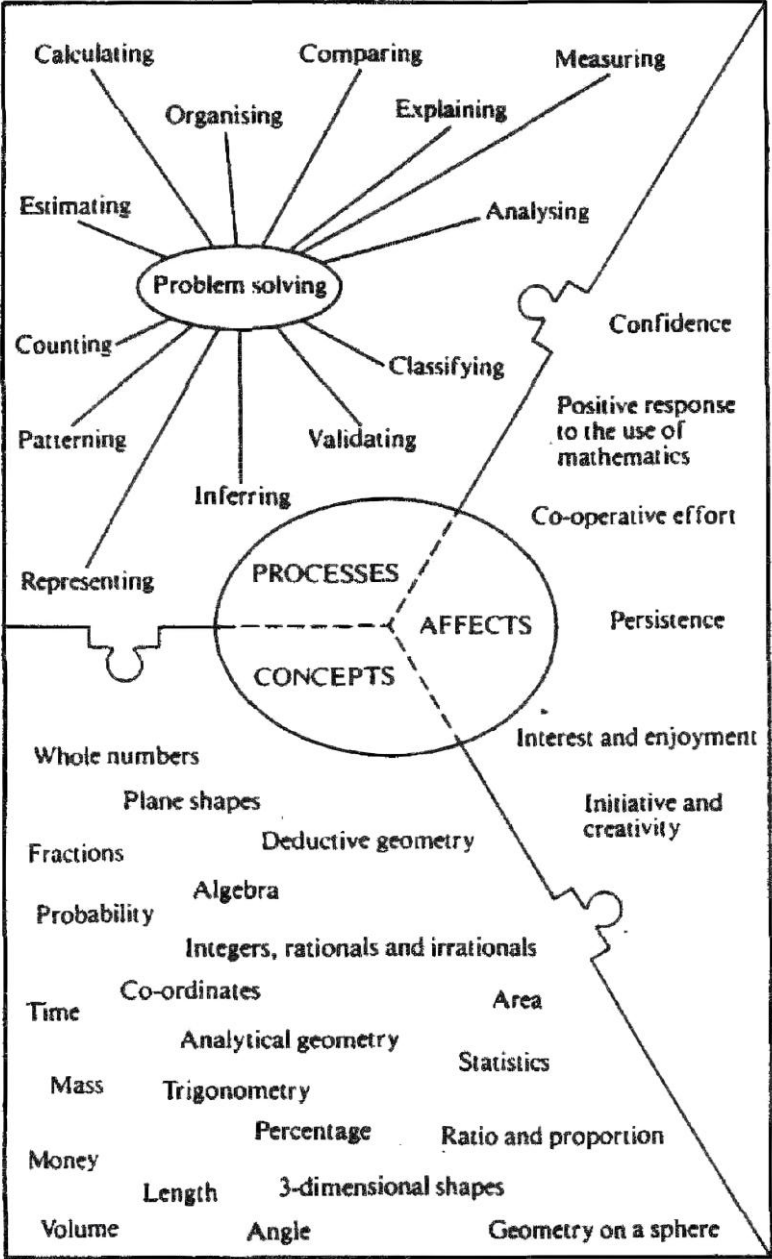 Calculating
Comparing
Measuring
Organising
Explaining
Estimating
Analysing
Problem solving
Counting
Classifying
Patterning
Validating
Inferring
Representing
Confidence
Positive response
to the use of
mathematics
Co-operative effort
PROCESSES
AFFECTS
CONCEPTS
Persistence
Interest and enjoyment
Initiative and
creativity
Whole numbers
Plane shapes
Fractions
Deductive geometry
Algebra
Probability
Integers, rationals and irrationals
Co-ordinates
Time
Area
Analytical geometry
Statistics
Mass
Trigonometry
Percentage
Ratio and proportion
Money
Length
3-dimensional shapes
Volume
Angle
Geometry on a sphere